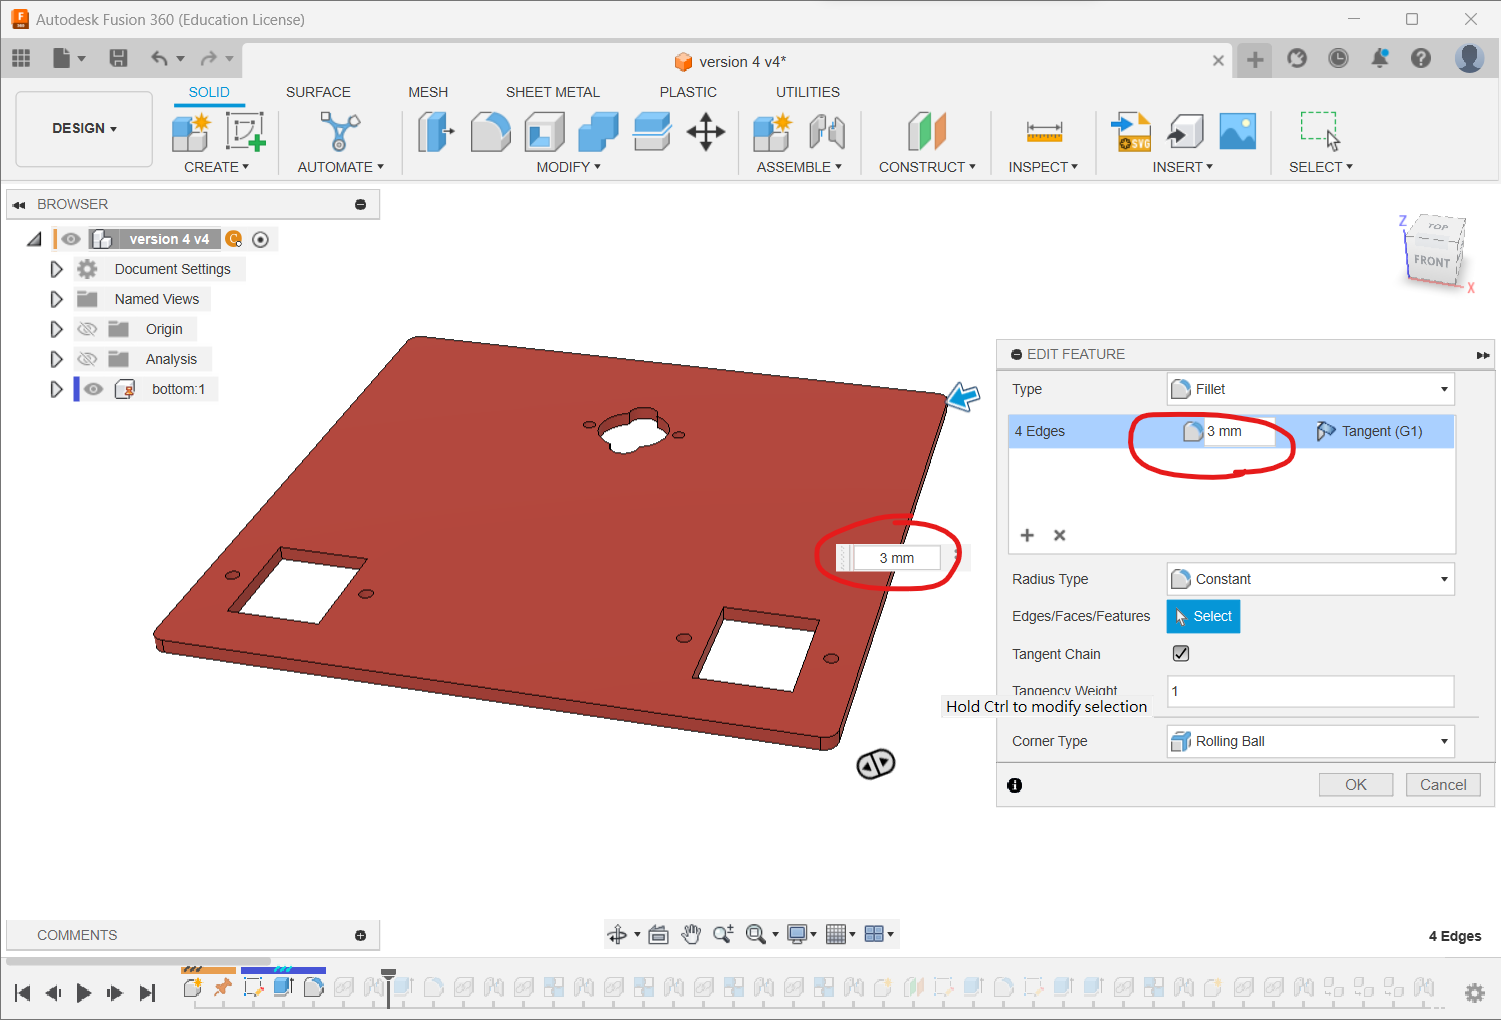 Autodesk Fusion 360 (Education License)
version 4 v4*
SOLID SURFACE MESH SHEET METAL PLASTIC UTILITIES
DESIGN
CREATE AUTOMATE MODIFY ASSEMBLE CONSTRUCT INSPECT INSERT SELECT
SVG
BROWSER
version 4 v4
Document Settings
Named Views
Origin
Analysis
bottom:1
Z
TOP
FRONT
X
EDIT FEATURE
Type Fillet
4 Edges 3 mm Tangent (G1)
3 mm
Radius Type Constant
Edges/Faces/Features Select
Tangent Chain
Tangency Weight 1
Hold Ctrl to modify selection
Corner Type Rolling Ball
OK Cancel
COMMENTS
4 Edges